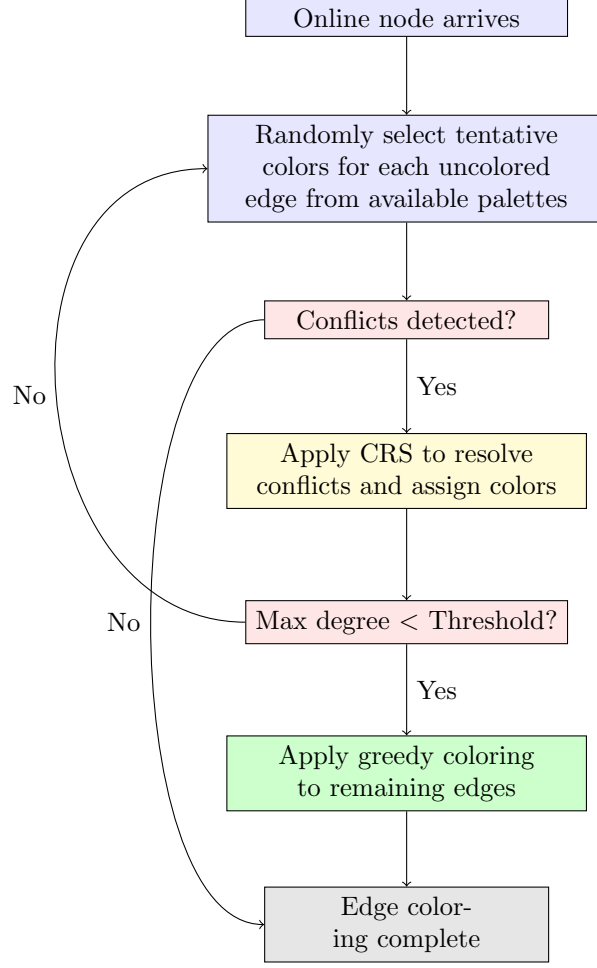 Online node arrives
Randomly select tentative
colors for each uncolored
edge from available palettes
Conflicts detected?
Yes
No
Apply CRS to resolve
conflicts and assign colors
Max degree < Threshold?
No
Yes
Apply greedy coloring
to remaining edges
Edge color-
ing complete